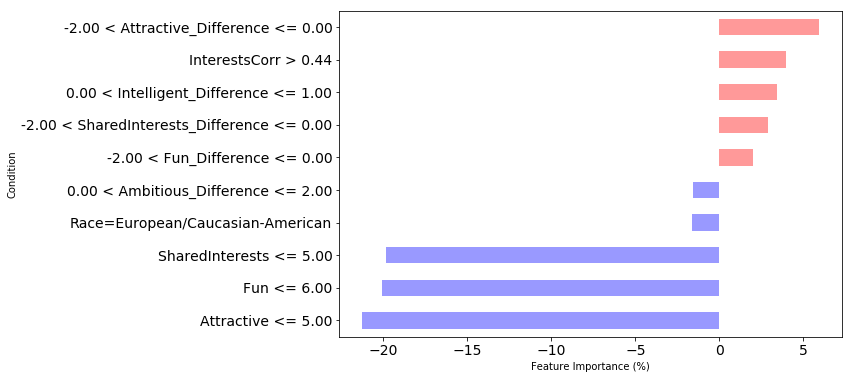 -2.00 < Attractive_Difference <= 0.00
InterestsCorr > 0.44
0.00 < Intelligent_Difference <= 1.00
-2.00 < SharedInterests_Difference <= 0.00
-2.00 < Fun_Difference <= 0.00
0.00 < Ambitious_Difference <= 2.00
Race=European/Caucasian-American
SharedInterests <= 5.00
Fun <= 6.00
Attractive <= 5.00
Condition
−20 −15 −10 −5 0 5
Feature Importance (%)